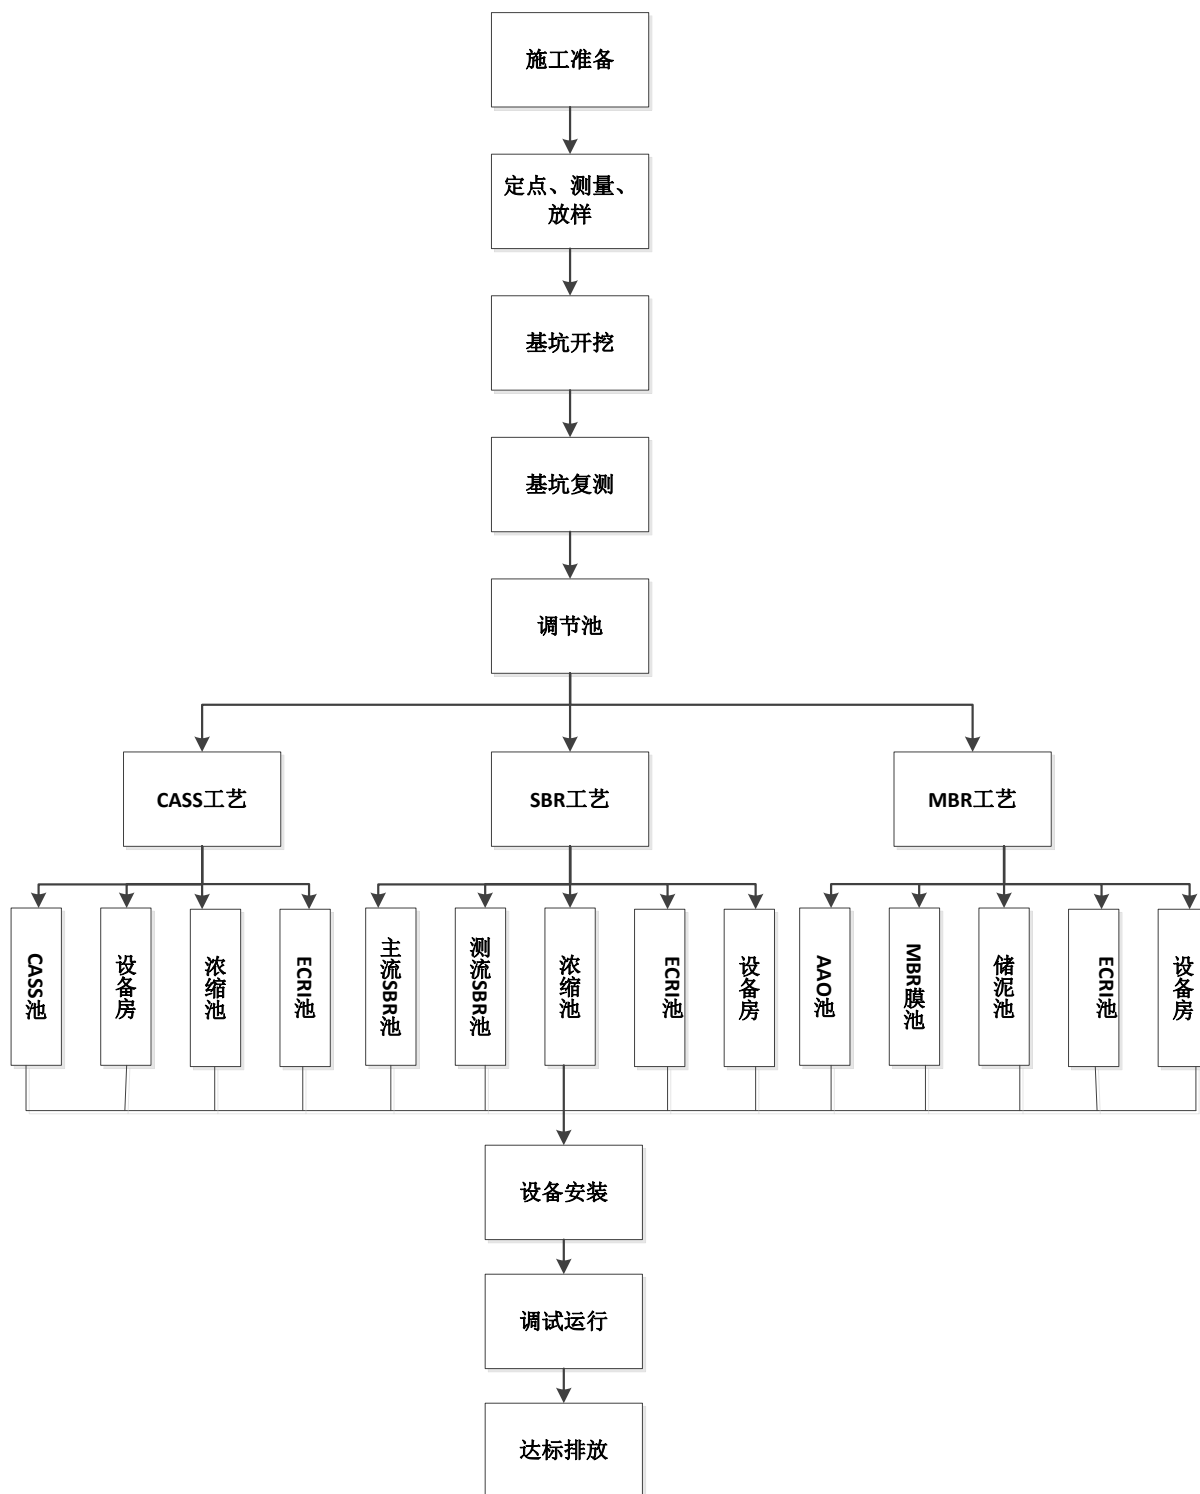 施工准备
定点、测量、
放样
基坑开挖
基坑复测
调节池
CASS工艺
SBR工艺
MBR工艺
CASS池
设备房
浓缩池
ECRI池
主流SBR池
测流SBR池
浓缩池
ECRI池
设备房
AAO池
MBR膜池
储泥池
ECRI池
设备房
设备安装
调试运行
达标排放